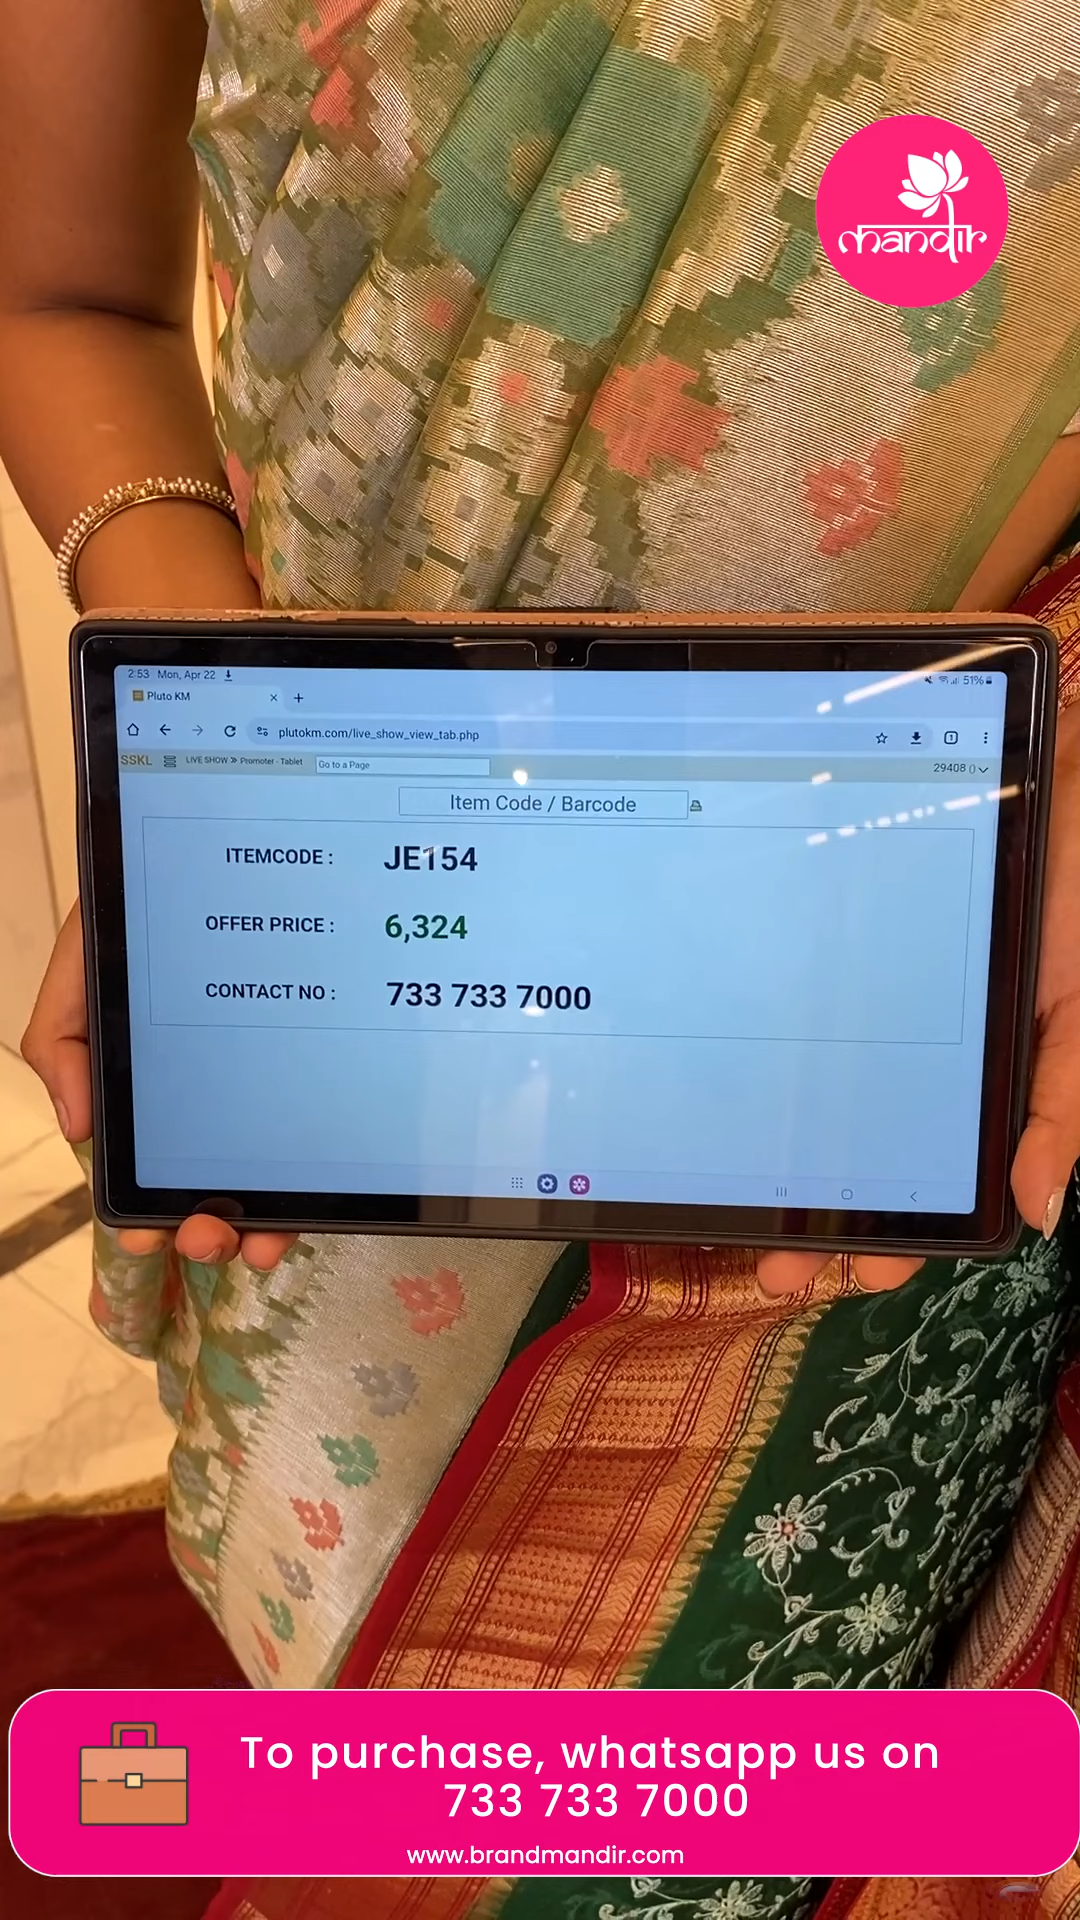 mandir
2:53 Mon, Apr 22
51%
Pluto KM
plutokm.com/live_show_view_tab.php
SSKL LIVE SHOW » Promoter - Tablet Go to a Page 29408 ()
Item Code / Barcode
ITEMCODE : JE154
OFFER PRICE : 6,324
CONTACT NO : 733 733 7000
To purchase, whatsapp us on
733 733 7000
www.brandmandir.com